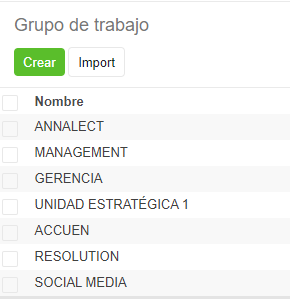 Grupo de trabajo
Crear Import
Nombre
ANNALECT
MANAGEMENT
GERENCIA
UNIDAD ESTRATÉGICA 1
ACCUEN
RESOLUTION
SOCIAL MEDIA